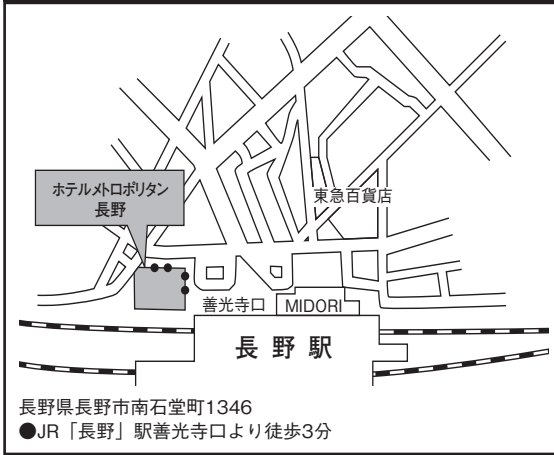 ホテルメトロポリタン
長野
東急百貨店
善光寺口
MIDORI
長野駅
長野県長野市南石堂町1346
●JR「長野」駅善光寺口より徒歩3分